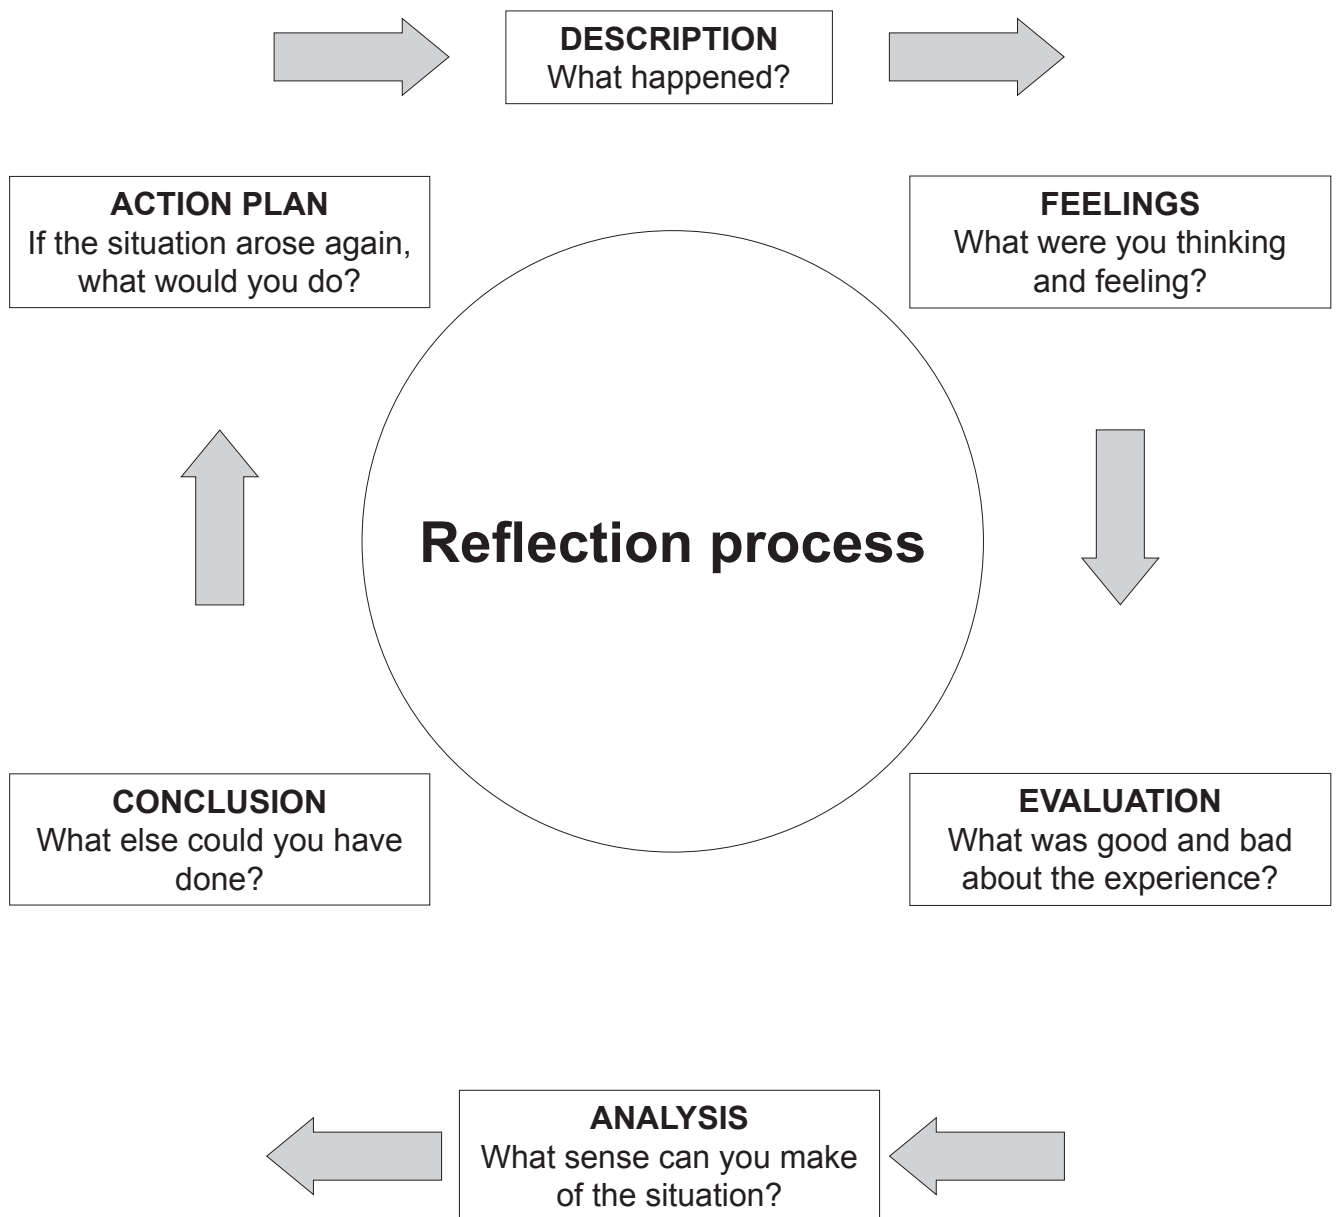 DESCRIPTION
What happened?
FEELINGS
What were you thinking
and feeling?
EVALUATION
What was good and bad
about the experience?
ANALYSIS
What sense can you make
of the situation?
CONCLUSION
What else could you have
done?
ACTION PLAN
If the situation arose again,
what would you do?
Reflection process